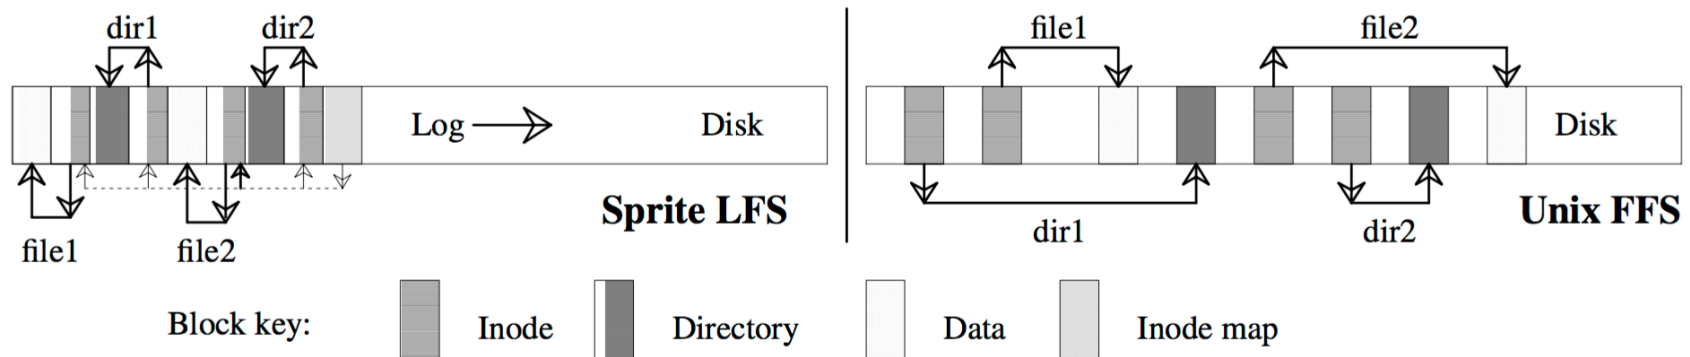 dir1 dir2
Log Disk
Sprite LFS
file1 file2
file1 file2
Disk
Unix FFS
dir1 dir2
Block key: Inode Directory Data Inode map